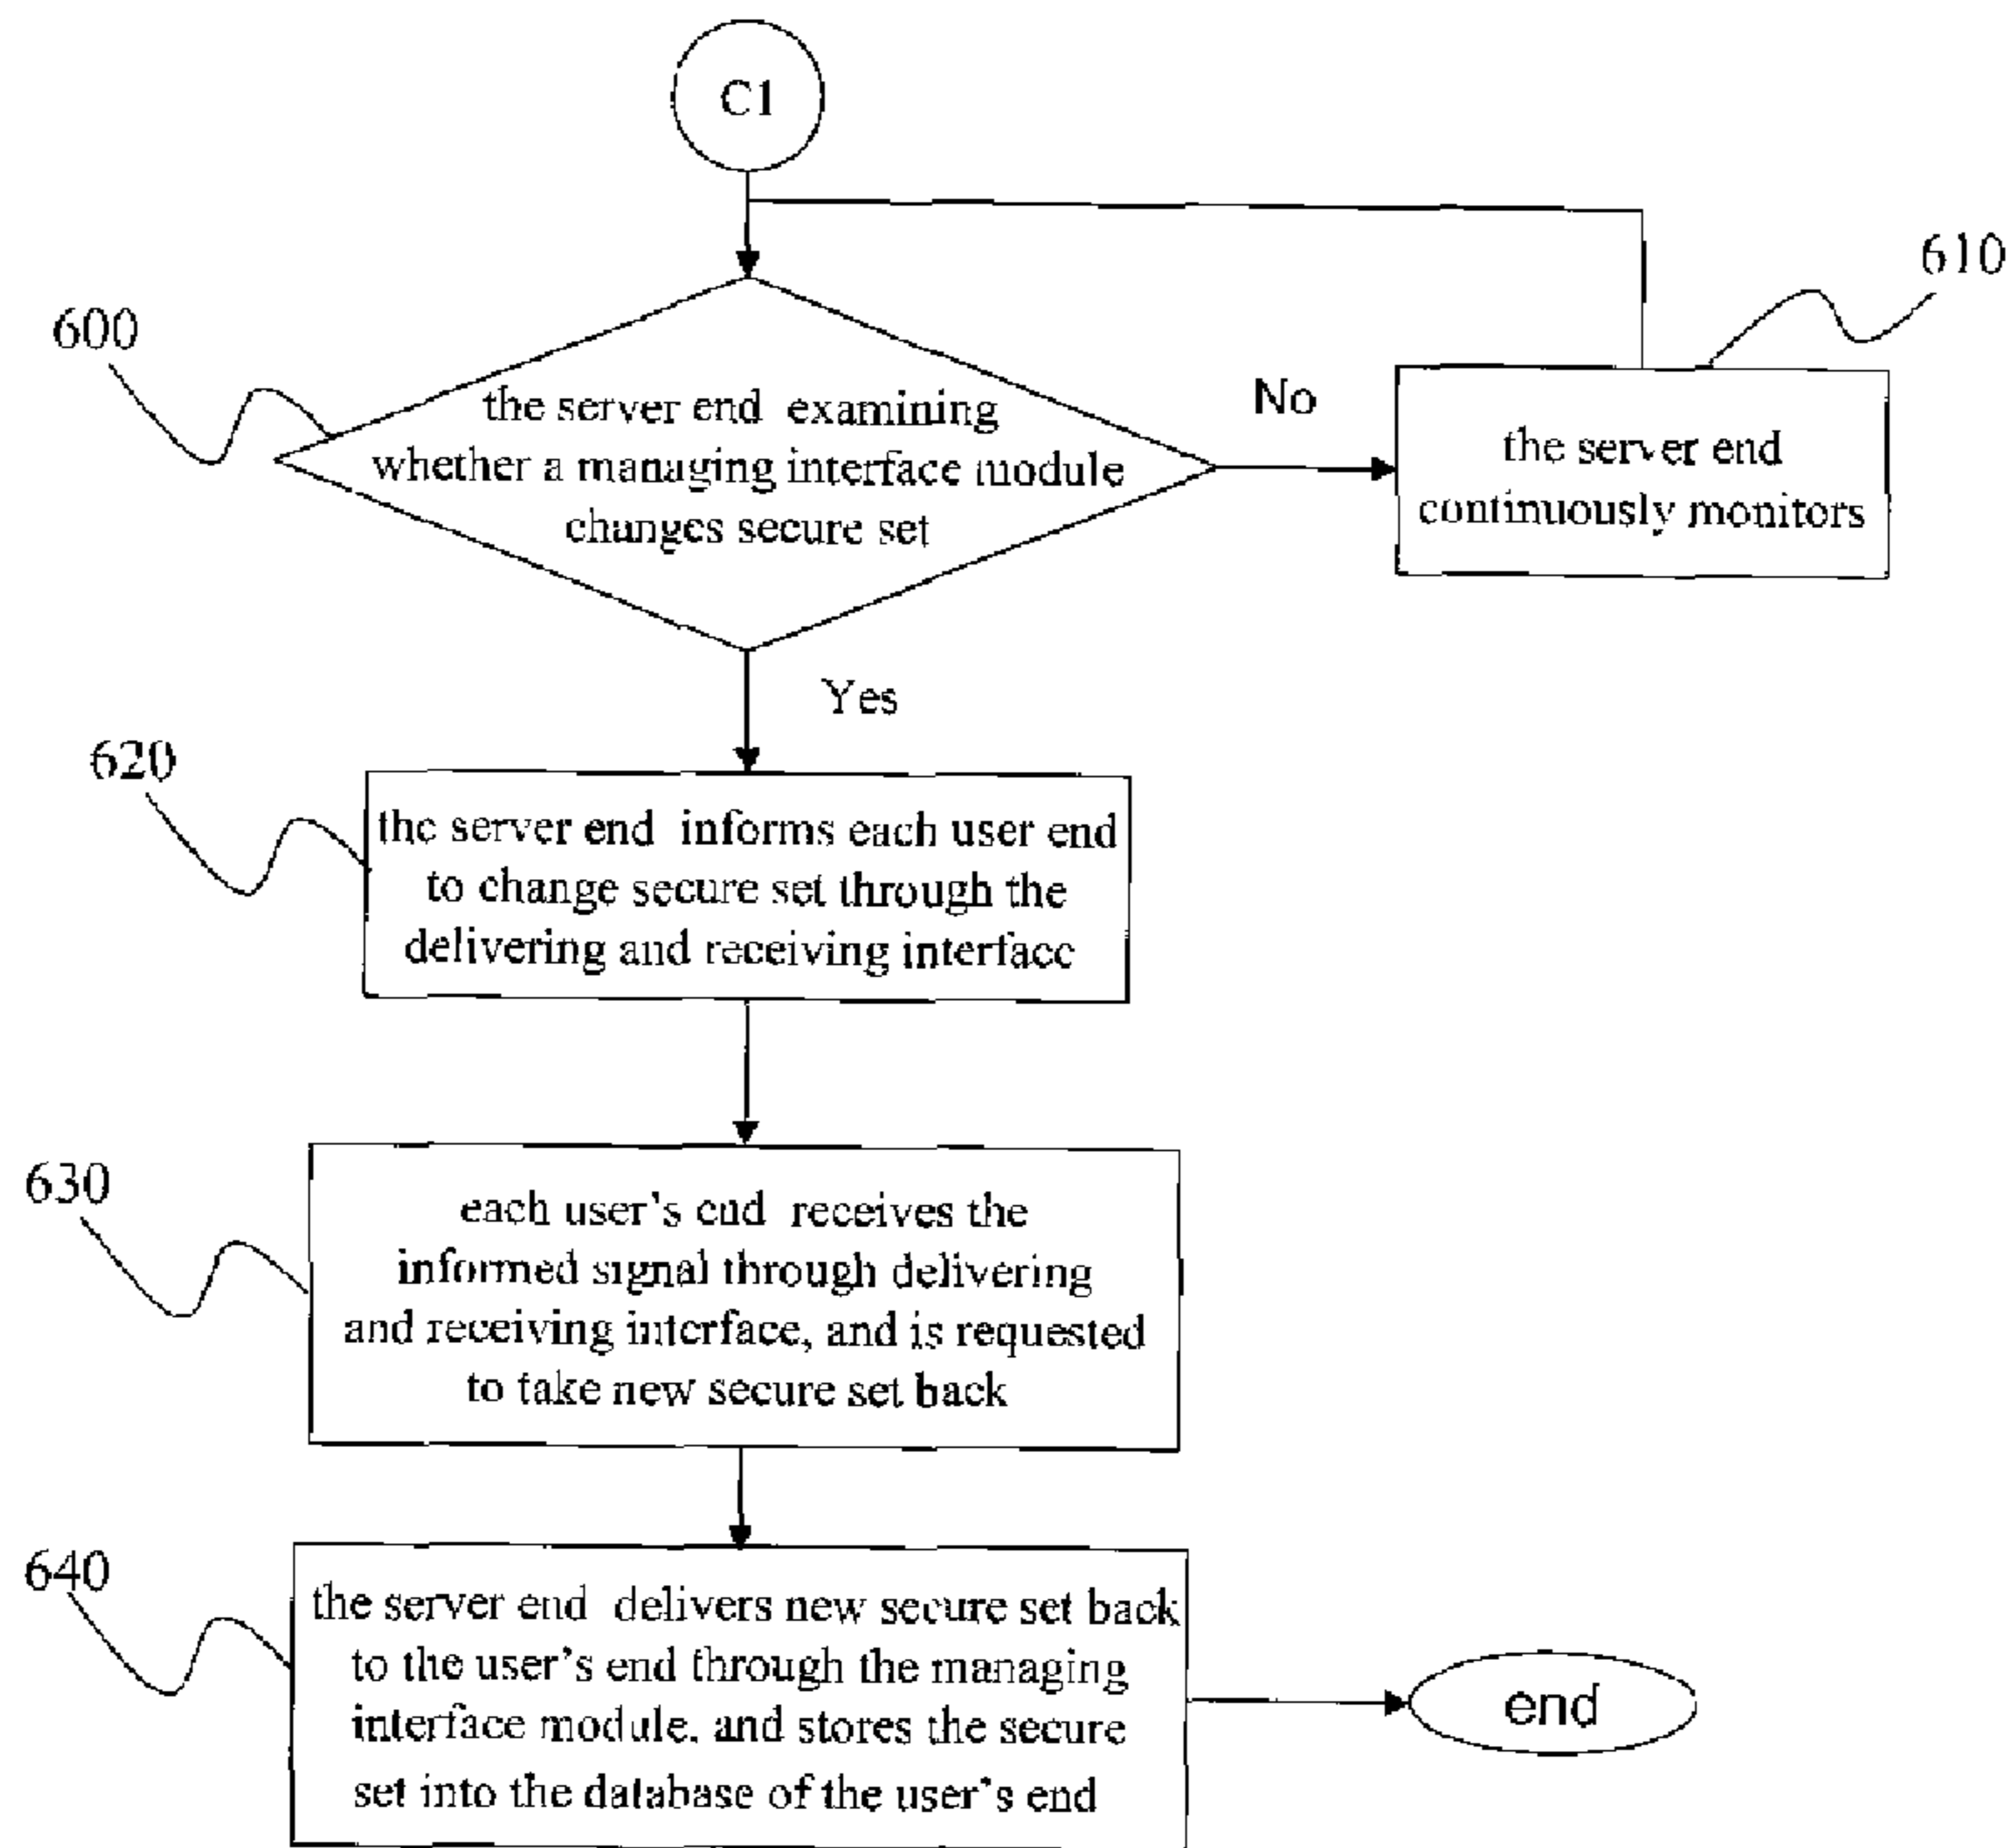 C1
610
600
the server end examining
whether a managing interface module
changes secure set
No
the server end
continuously monitors
Yes
620
the server end informs each user end
to change secure set through the
delivering and receiving interface
630
each user's end receives the
informed signal through delivering
and receiving interface, and is requested
to take new secure set back
640
the server end delivers new secure set back
to the user's end through the managing
interface module, and stores the secure
set into the database of the user's end
end